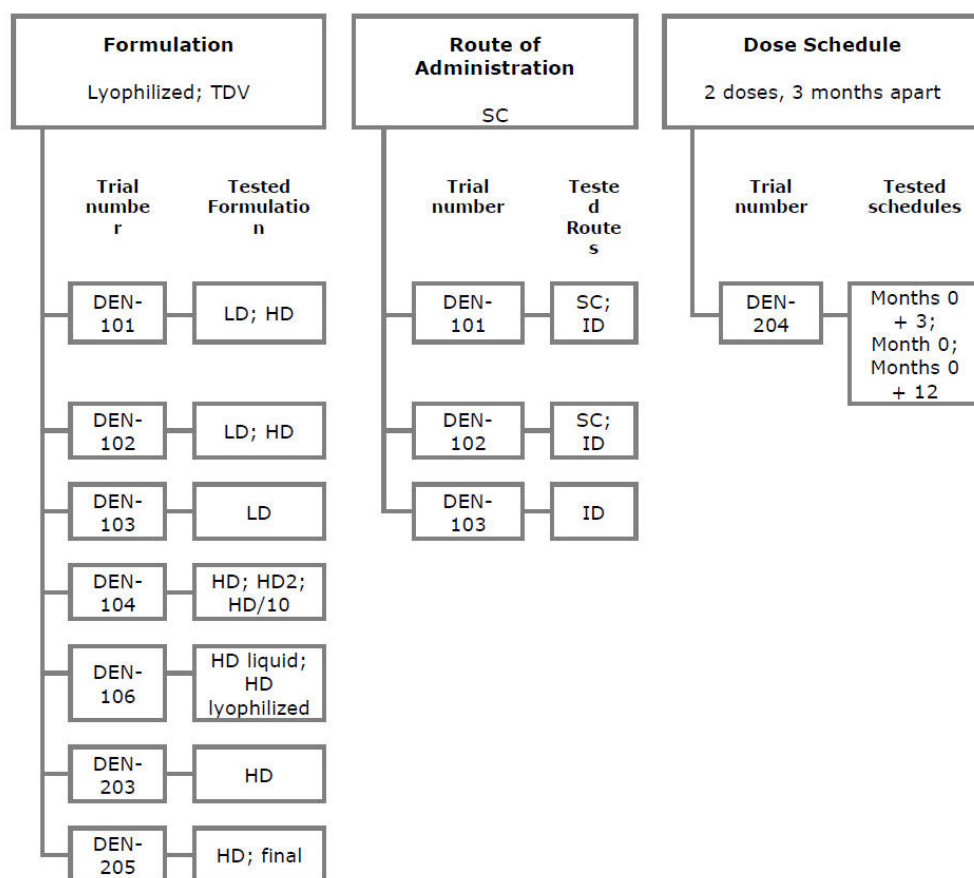 Formulation
Lyophilized; TDV
Trial
numbe
r
Tested
Formulatio
n
DEN-
101
LD; HD
DEN-
102
LD; HD
DEN-
103
LD
DEN-
104
HD; HD2;
HD/10
DEN-
106
HD liquid;
HD
lyophilized
DEN-
203
HD
DEN-
205
HD; final
Route of
Administration
SC
Trial
number
Teste
d
Route
s
DEN-
101
SC;
ID
DEN-
102
SC;
ID
DEN-
103
ID
Dose Schedule
2 doses, 3 months apart
Trial
number
Tested
schedules
DEN-
204
Months 0
+ 3;
Month 0;
Months 0
+ 12